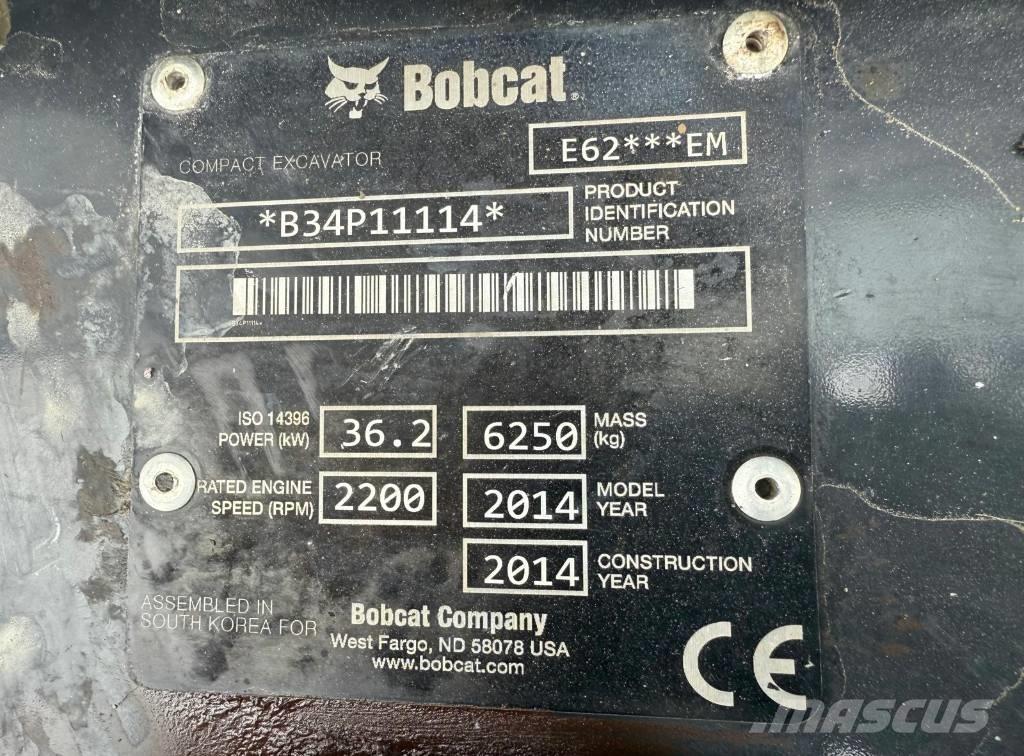 Bobcat®
COMPACT EXCAVATOR
E62***EM
*B34P11114*
PRODUCT
IDENTIFICATION
NUMBER
B34P11114*
ISO 14396
POWER (kW)
36.2
6250
MASS
(kg)
RATED ENGINE
SPEED (RPM)
2200
2014
MODEL
YEAR
2014
CONSTRUCTION
YEAR
ASSEMBLED IN
SOUTH KOREA FOR
Bobcat Company
West Fargo, ND 58078 USA
www.bobcat.com
CE
MASCUS